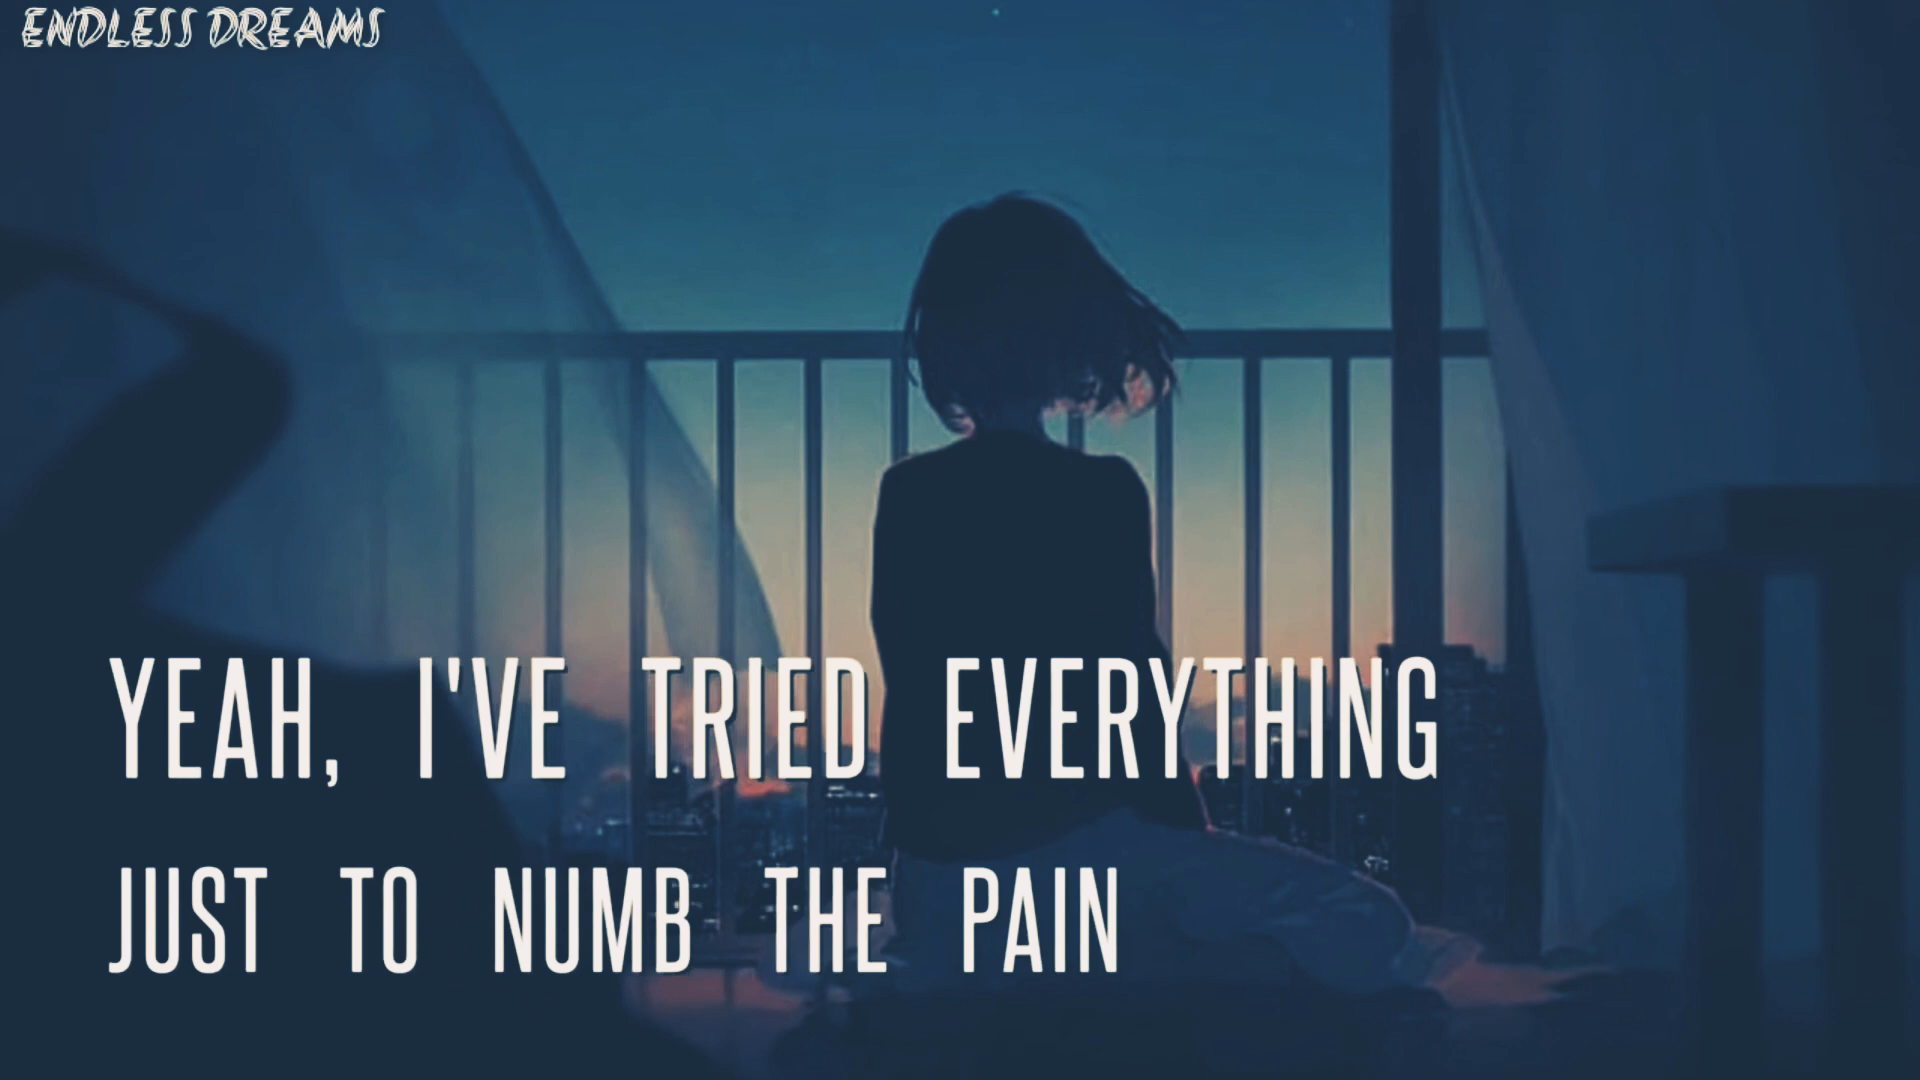 ENDLESS DREAMS
YEAH, I'VE TRIED EVERYTHING
JUST TO NUMB THE PAIN